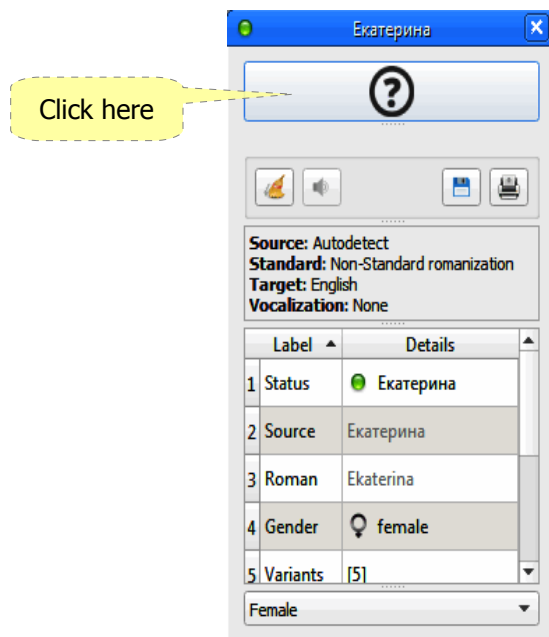 Екатерина
Click here
Source: Autodetect
Standard: Non-Standard romanization
Target: English
Vocalization: None
Label Details
1 Status Екатерина
2 Source Екатерина
3 Roman Ekaterina
4 Gender female
5 Variants [5]
Female